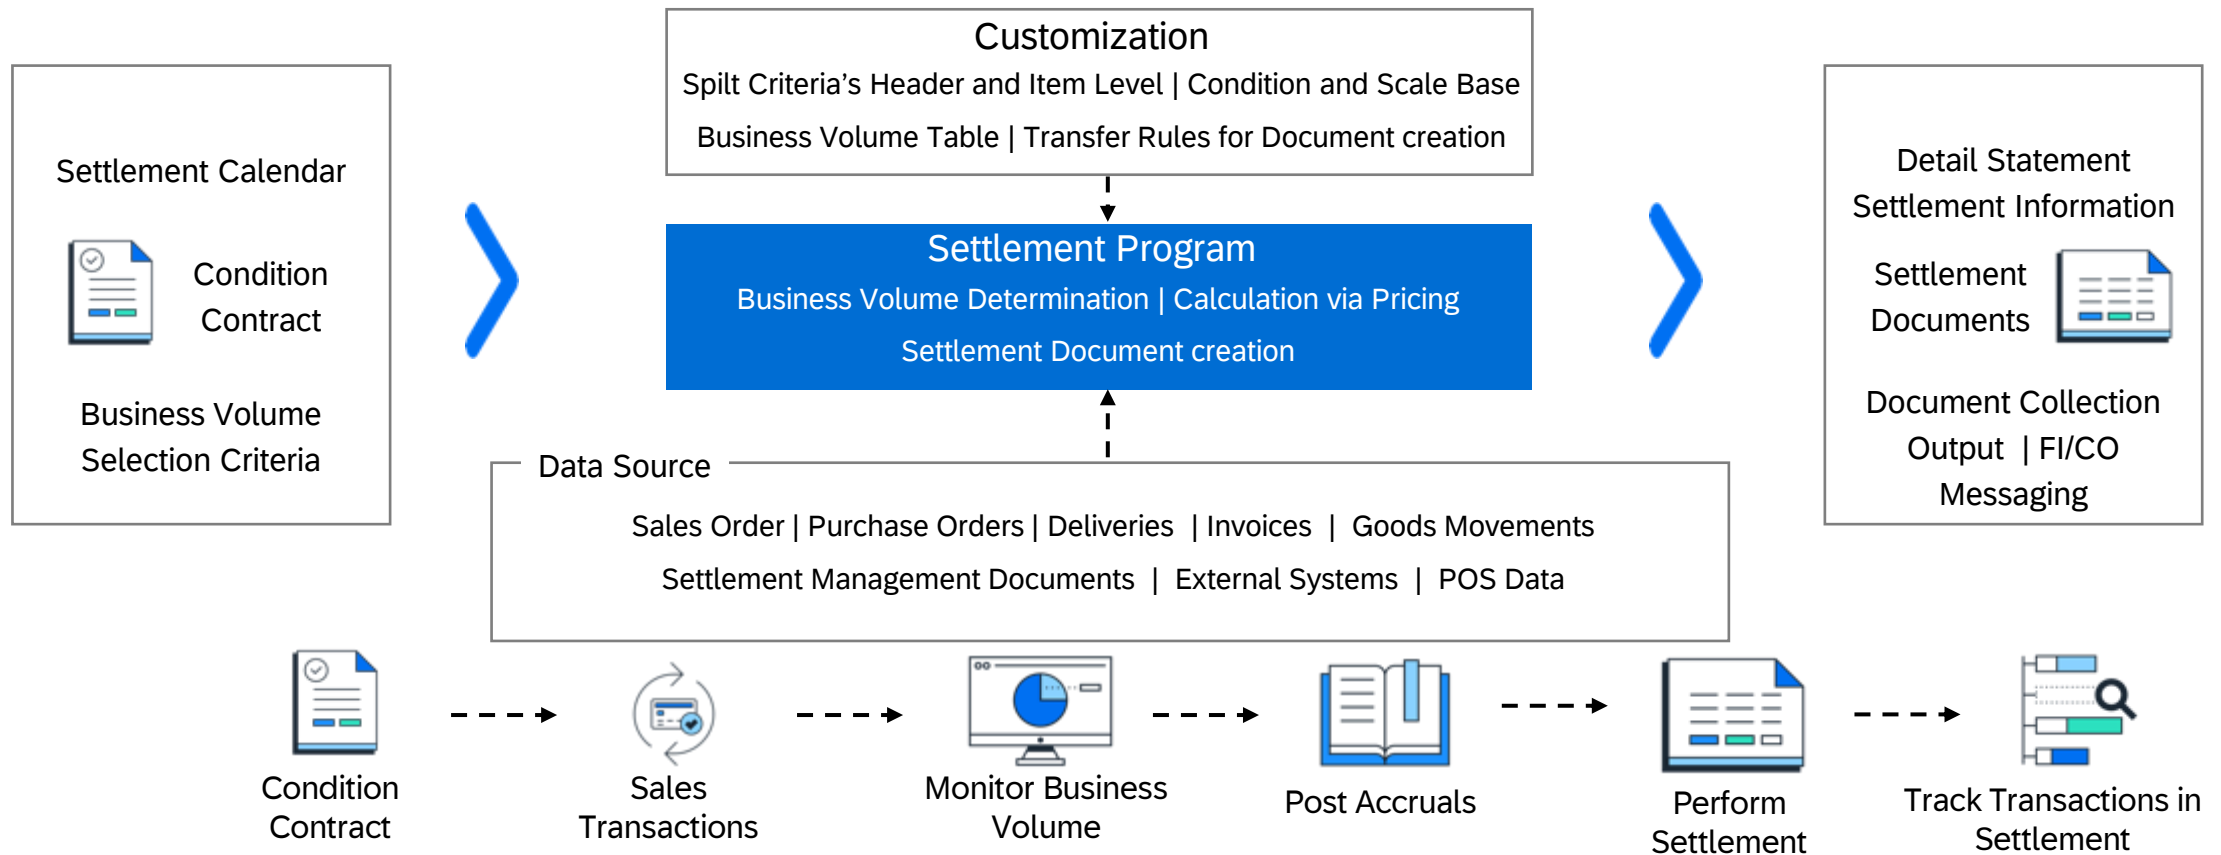 Customization
Spilt Criteria’s Header and Item Level | Condition and Scale Base
Business Volume Table | Transfer Rules for Document creation
Settlement Calendar
Condition
Contract
Business Volume
Selection Criteria
Settlement Program
Business Volume Determination | Calculation via Pricing
Settlement Document creation
Detail Statement
Settlement Information
Settlement
Documents
Document Collection
Output | FI/CO
Messaging
Data Source
Sales Order | Purchase Orders | Deliveries | Invoices | Goods Movements
Settlement Management Documents | External Systems | POS Data
Condition
Contract
Sales
Transactions
Monitor Business
Volume
Post Accruals
Perform
Settlement
Track Transactions in
Settlement